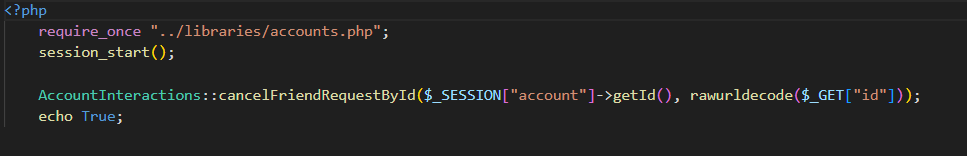 <?php
require_once "../libraries/accounts.php";
session_start();
AccountInteractions::cancelFriendRequestById($_SESSION["account"]->getId(), rawurldecode($_GET["id"]));
echo True;